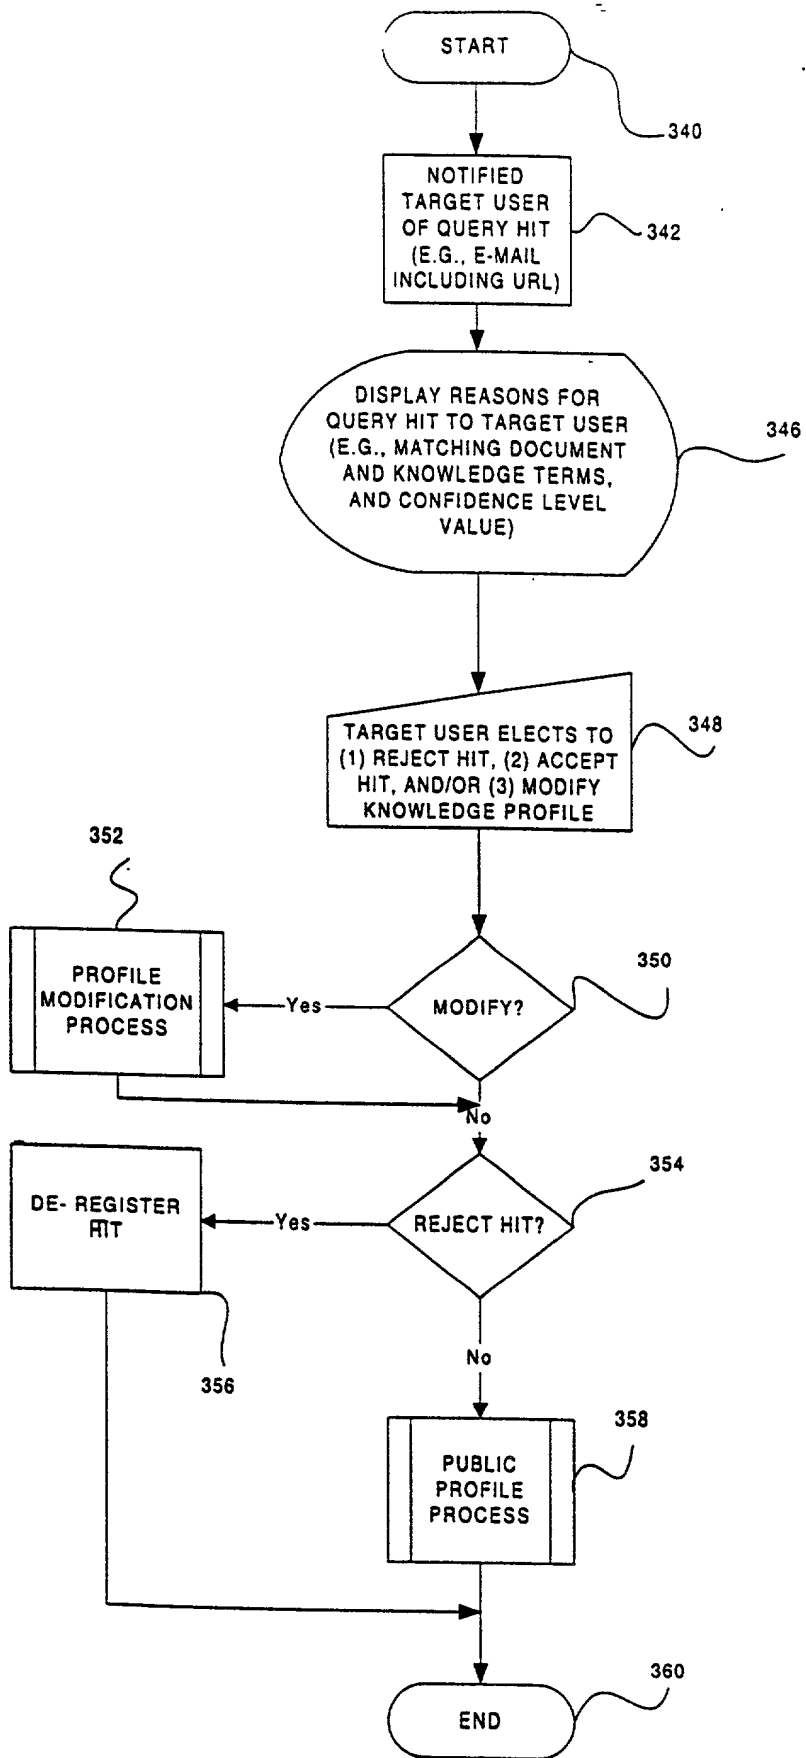 START
340
NOTIFIED
TARGET USER
OF QUERY HIT
(E.G., E-MAIL
INCLUDING URL)
342
DISPLAY REASONS FOR
QUERY HIT TO TARGET USER
(E.G., MATCHING DOCUMENT
AND KNOWLEDGE TERMS,
AND CONFIDENCE LEVEL
VALUE)
346
TARGET USER ELECTS TO
(1) REJECT HIT, (2) ACCEPT
HIT, AND/OR (3) MODIFY
KNOWLEDGE PROFILE
348
352
PROFILE
MODIFICATION
PROCESS
Yes
MODIFY?
350
No
DE- REGISTER
HIT
Yes
REJECT HIT?
354
356
No
PUBLIC
PROFILE
PROCESS
358
END
360